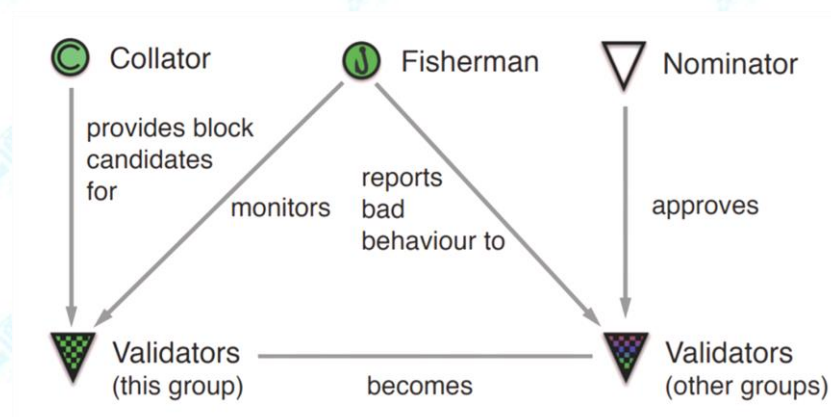 Collator
Fisherman
Nominator
provides block
candidates
for
monitors
reports
bad
behaviour to
approves
Validators
(this group)
becomes
Validators
(other groups)